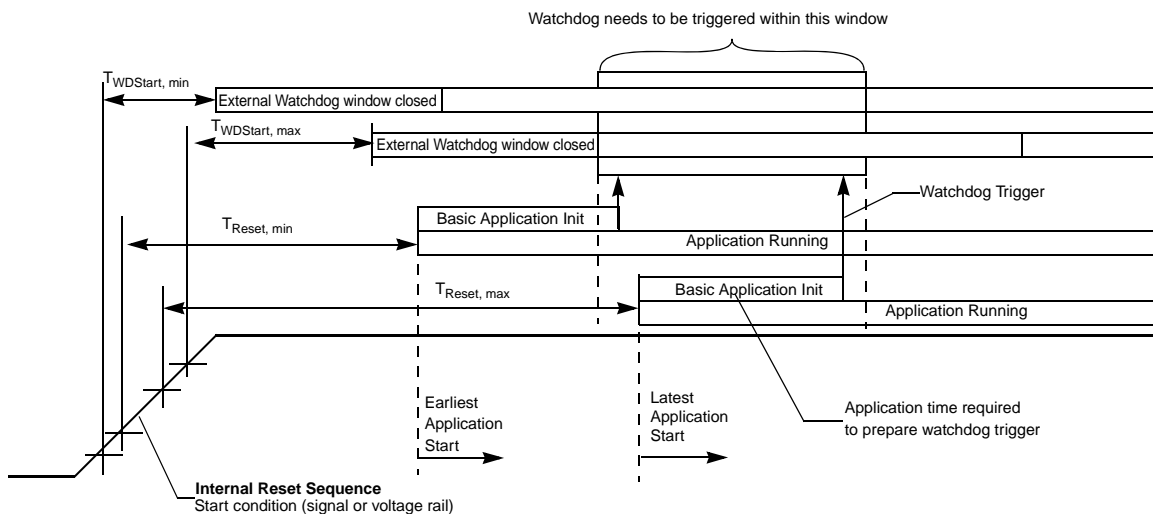 Watchdog needs to be triggered within this window
TWDStart, min
External Watchdog window closed
TWDStart, max
External Watchdog window closed
Watchdog Trigger
Basic Application Init
TReset, min
Application Running
TReset, max
Basic Application Init
Application Running
Earliest
Application
Start
Latest
Application
Start
Application time required
to prepare watchdog trigger
Internal Reset Sequence
Start condition (signal or voltage rail)